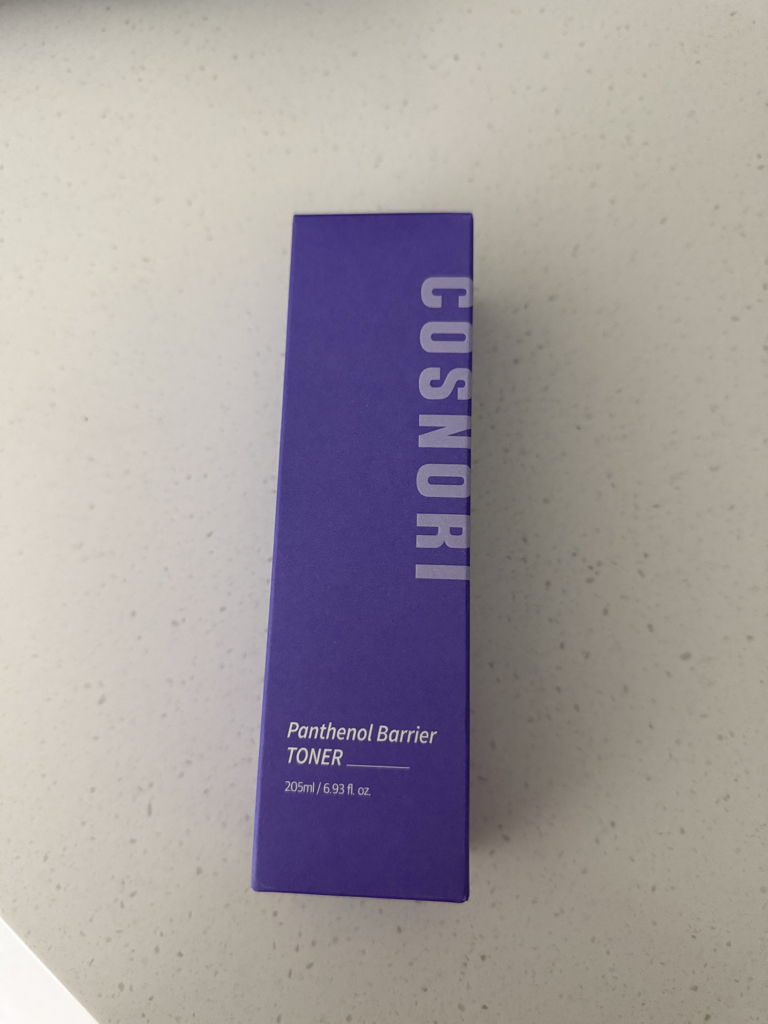 COSNORI
Panthenol Barrier
TONER
205ml / 6.93 fl. oz.